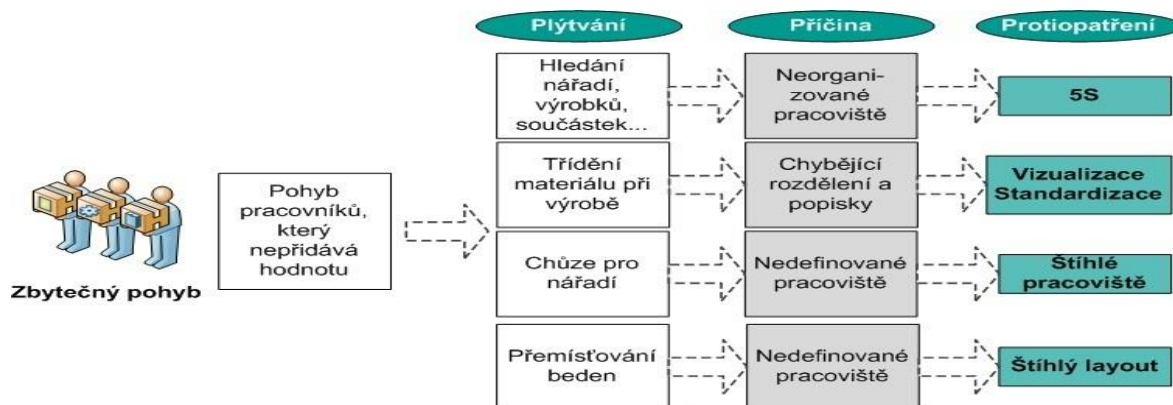 Plýtvání
Příčina
Protiopatření
Hledání
nářadí,
výrobků,
součástek...
Neorgani-
zované
pracoviště
5S
Třídění
materiálu při
výrobě
Chybějící
rozdělení a
popisky
Vizualizace
Standardizace
Pohyb
pracovníků,
který
nepřidává
hodnotu
Zbytečný pohyb
Chůze pro
nářadí
Nedefinované
pracoviště
Štíhlé
pracoviště
Přemísťování
beden
Nedefinované
pracoviště
Štíhlý layout